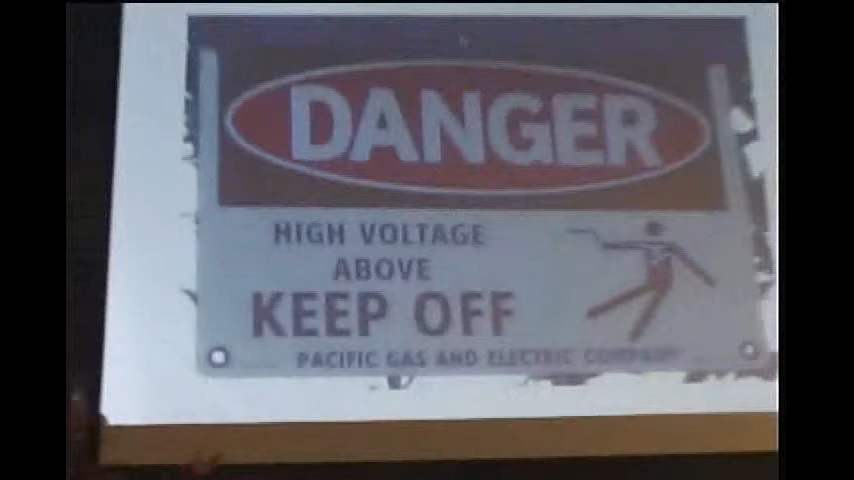 DANGER
HIGH VOLTAGE
ABOVE
KEEP OFF
PACIFIC GAS AND ELECTRIC COMPANY